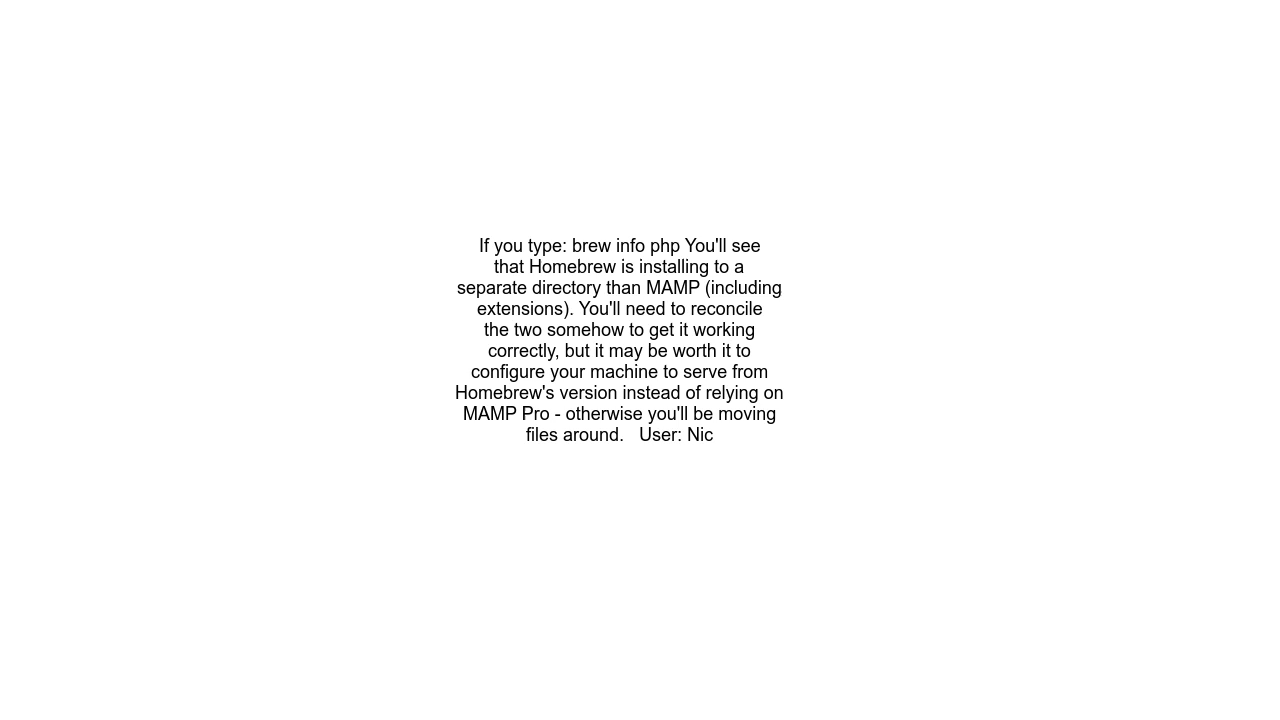 If you type: brew info php You'll see
that Homebrew is installing to a
separate directory than MAMP (including
extensions). You'll need to reconcile
the two somehow to get it working
correctly, but it may be worth it to
configure your machine to serve from
Homebrew's version instead of relying on
MAMP Pro - otherwise you'll be moving
files around.   User: Nic